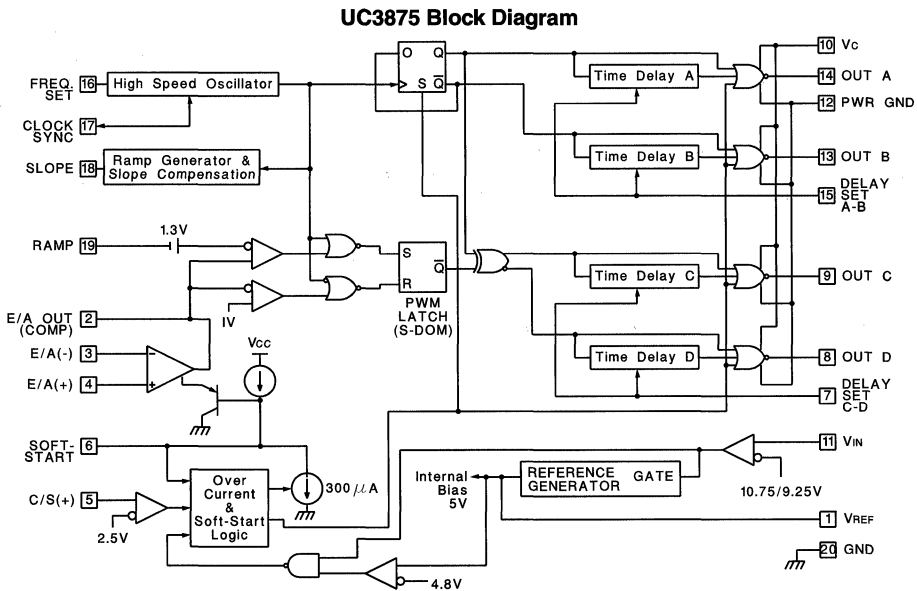 UC3875 Block Diagram
FREQ. SET 16
High Speed Oscillator
CLOCK SYNC 17
SLOPE 18
Ramp Generator &
Slope Compensation
D Q
S Q
Time Delay A
10 VC
14 OUT A
12 PWR GND
Time Delay B
13 OUT B
15 DELAY SET A-B
1.3V
RAMP 19
1V
S Q
R
PWM
LATCH
(S-DOM)
Time Delay C
9 OUT C
Time Delay D
8 OUT D
7 DELAY SET C-D
E/A OUT (COMP) 2
E/A(-) 3
E/A(+) 4
- 
+
VCC
SOFT-START 6
300 µA
C/S(+) 5
2.5V
Over
Current
&
Soft-Start
Logic
Internal
Bias
5V
REFERENCE
GENERATOR
GATE
11 VIN
10.75/9.25V
1 VREF
20 GND
4.8V